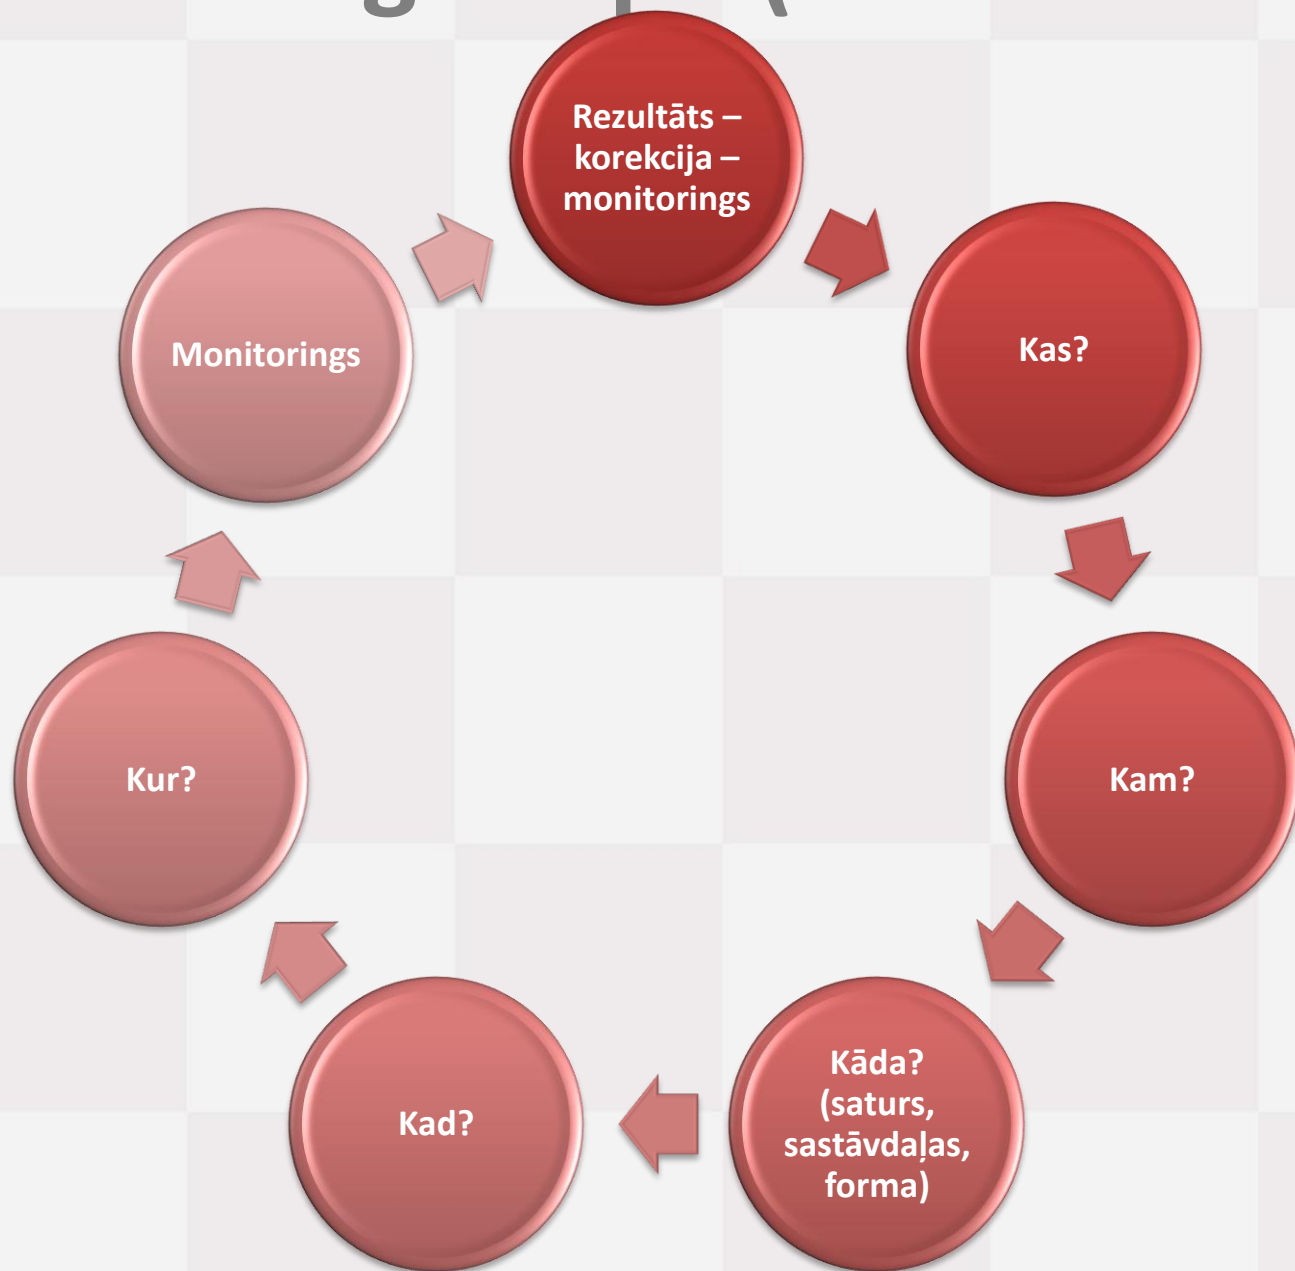 Rezultāts –
korekcija –
monitorings
Kas?
Kam?
Kāda?
(saturs,
sastāvdaļas,
forma)
Kad?
Kur?
Monitorings